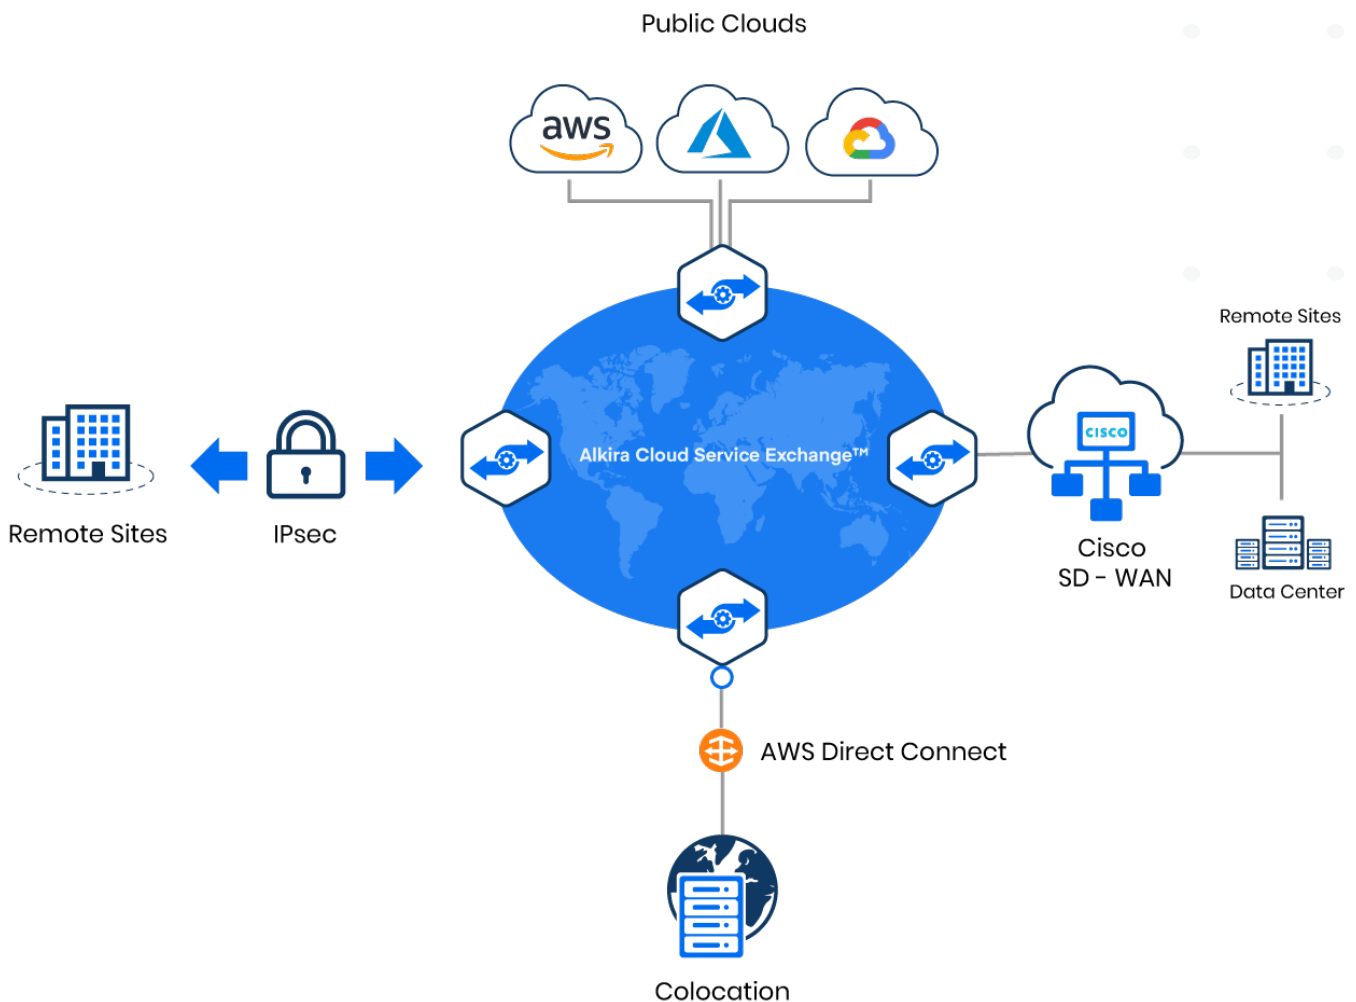 Public Clouds
aws
Remote Sites
CISCO
Alkira Cloud Service Exchange™
Remote Sites
IPsec
Cisco
SD - WAN
Data Center
AWS Direct Connect
Colocation